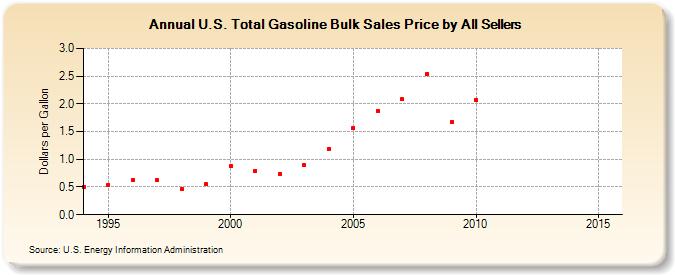 Annual U.S. Total Gasoline Bulk Sales Price by All Sellers
Dollars per Gallon
3.0
2.5
2.0
1.5
1.0
0.5
0.0
1995 2000 2005 2010 2015
Source: U.S. Energy Information Administration